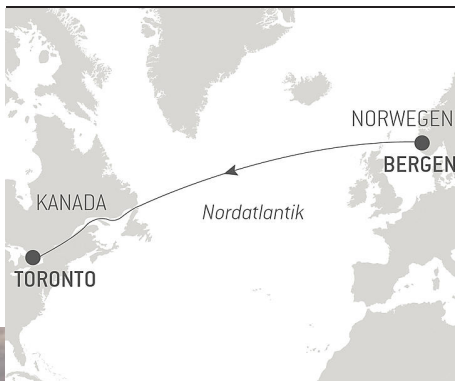 NORWEGEN
BERGEN
KANADA
Nordatlantik
TORONTO